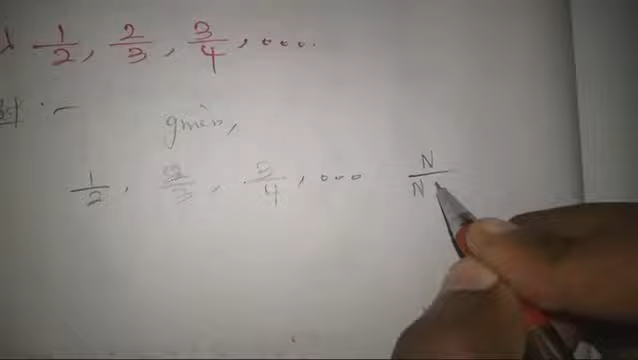 1/2, 2/3, 3/4, ....
given,
1/2, 2/3, 3/4, ... N/N